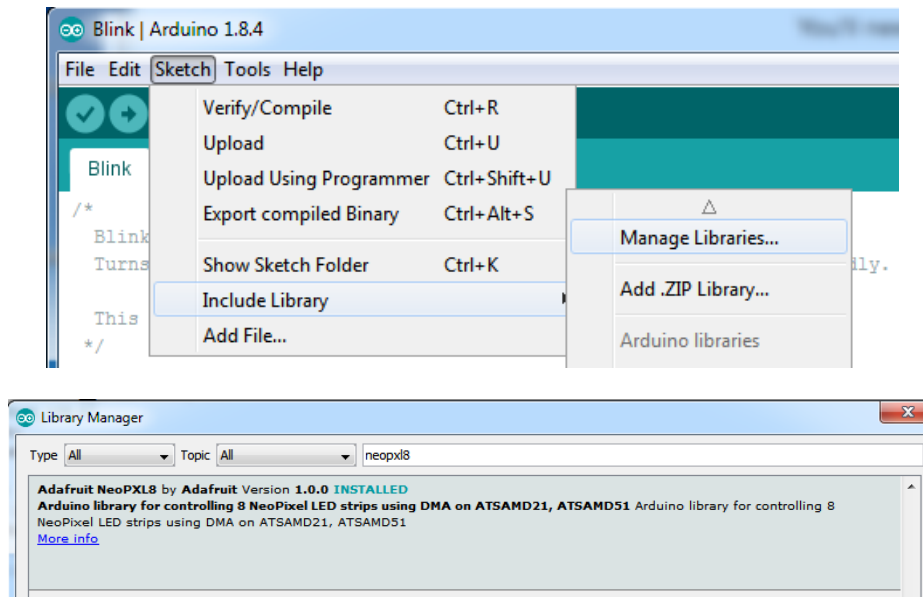 Blink | Arduino 1.8.4
File Edit Sketch Tools Help
Verify/Compile Ctrl+R
Upload Ctrl+U
Blink
Upload Using Programmer Ctrl+Shift+U
/*
Export compiled Binary Ctrl+Alt+S
Blink
Manage Libraries...
Turns
Show Sketch Folder Ctrl+K
Add .ZIP Library...
Include Library
This
Add File...
Arduino libraries
*/
Library Manager
Type All Topic All neopxl8
Adafruit NeoPXL8 by Adafruit Version 1.0.0 INSTALLED
Arduino library for controlling 8 NeoPixel LED strips using DMA on ATSAMD21, ATSAMD51 Arduino library for controlling 8
NeoPixel LED strips using DMA on ATSAMD21, ATSAMD51
More info